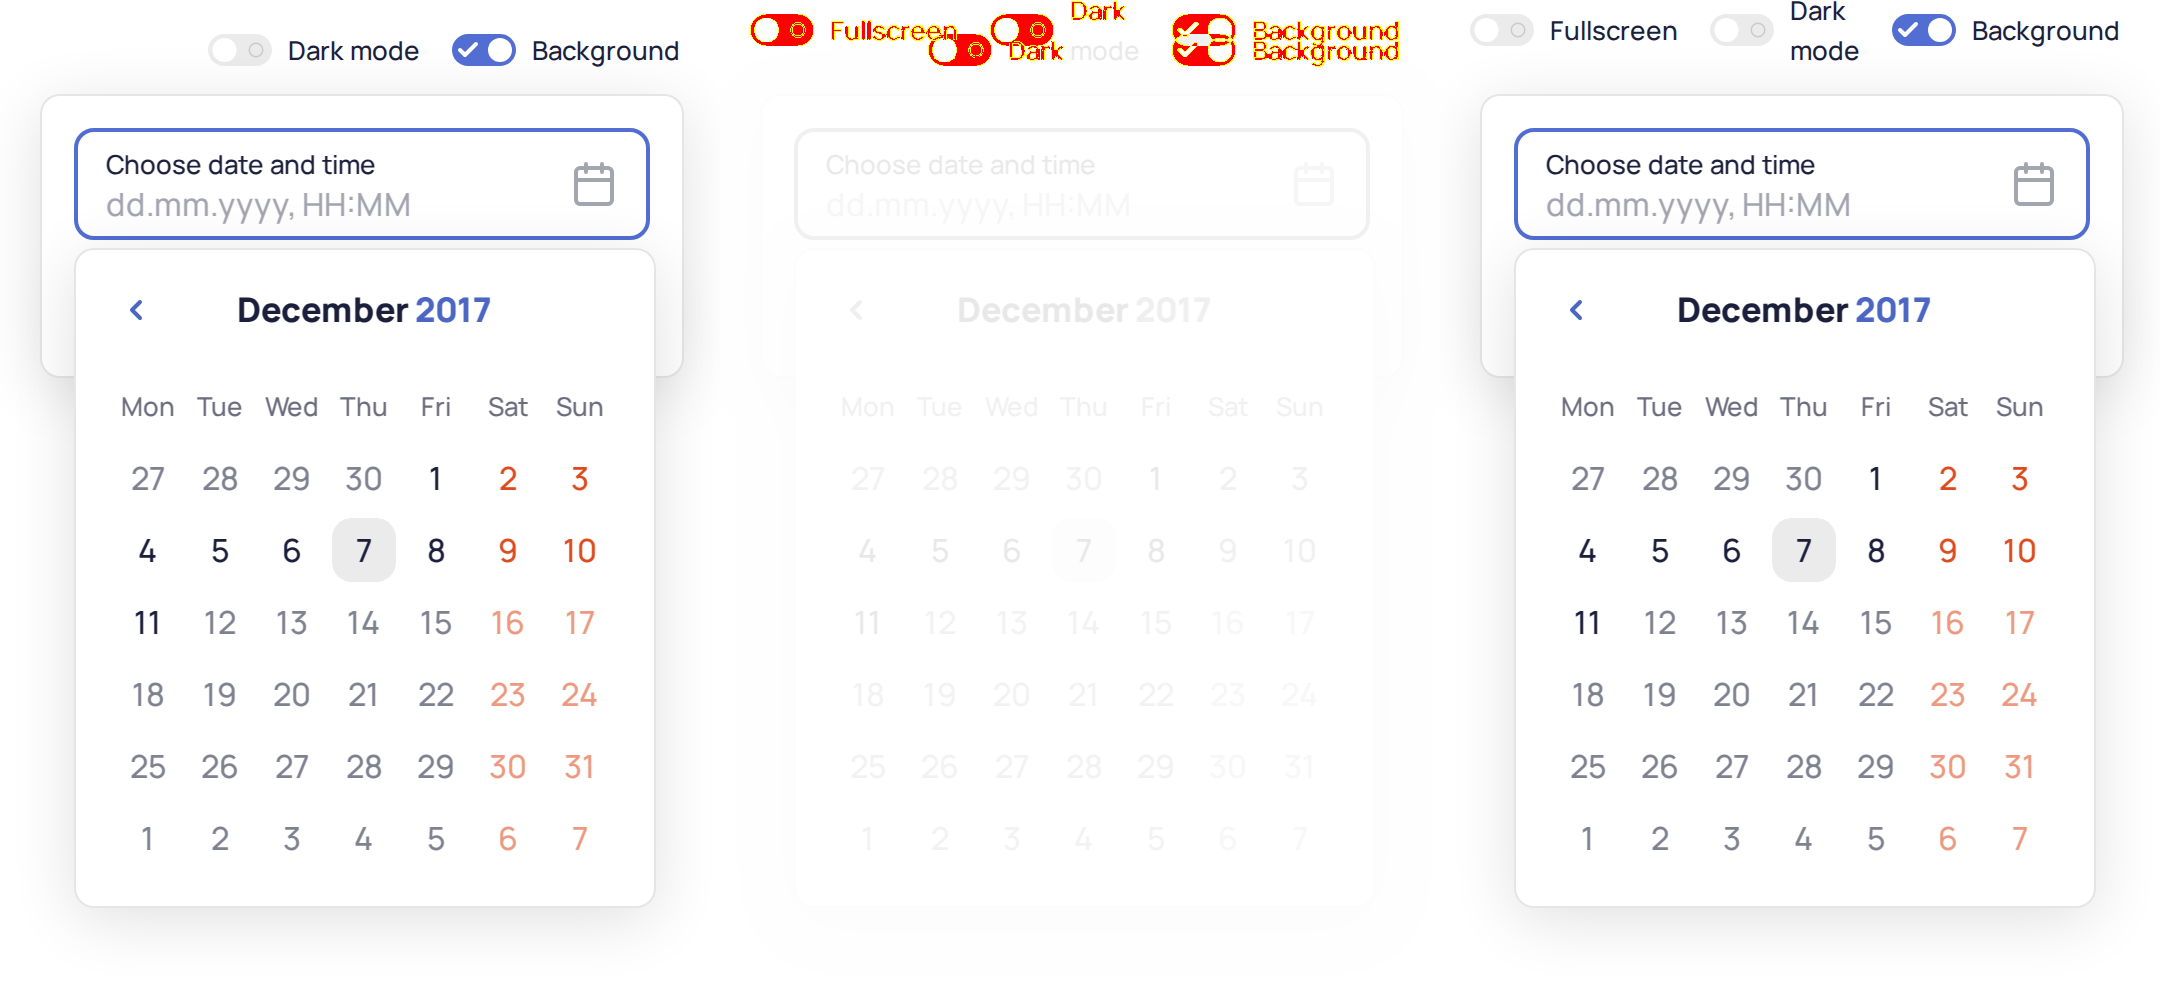 Dark mode Background
Choose date and time
dd.mm.yyyy, HH:MM
December 2017
Mon Tue Wed Thu Fri Sat Sun
27 28 29 30 1 2 3
4 5 6 7 8 9 10
11 12 13 14 15 16 17
18 19 20 21 22 23 24
25 26 27 28 29 30 31
1 2 3 4 5 6 7
Fullscreen Dark Background
Dark mode Background
Choose date and time
dd.mm.yyyy, HH:MM
December 2017
Mon Tue Wed Thu Fri Sat Sun
27 28 29 30 1 2 3
4 5 6 7 8 9 10
11 12 13 14 15 16 17
18 19 20 21 22 23 24
25 26 27 28 29 30 31
1 2 3 4 5 6 7
Fullscreen Dark mode Background
Choose date and time
dd.mm.yyyy, HH:MM
December 2017
Mon Tue Wed Thu Fri Sat Sun
27 28 29 30 1 2 3
4 5 6 7 8 9 10
11 12 13 14 15 16 17
18 19 20 21 22 23 24
25 26 27 28 29 30 31
1 2 3 4 5 6 7